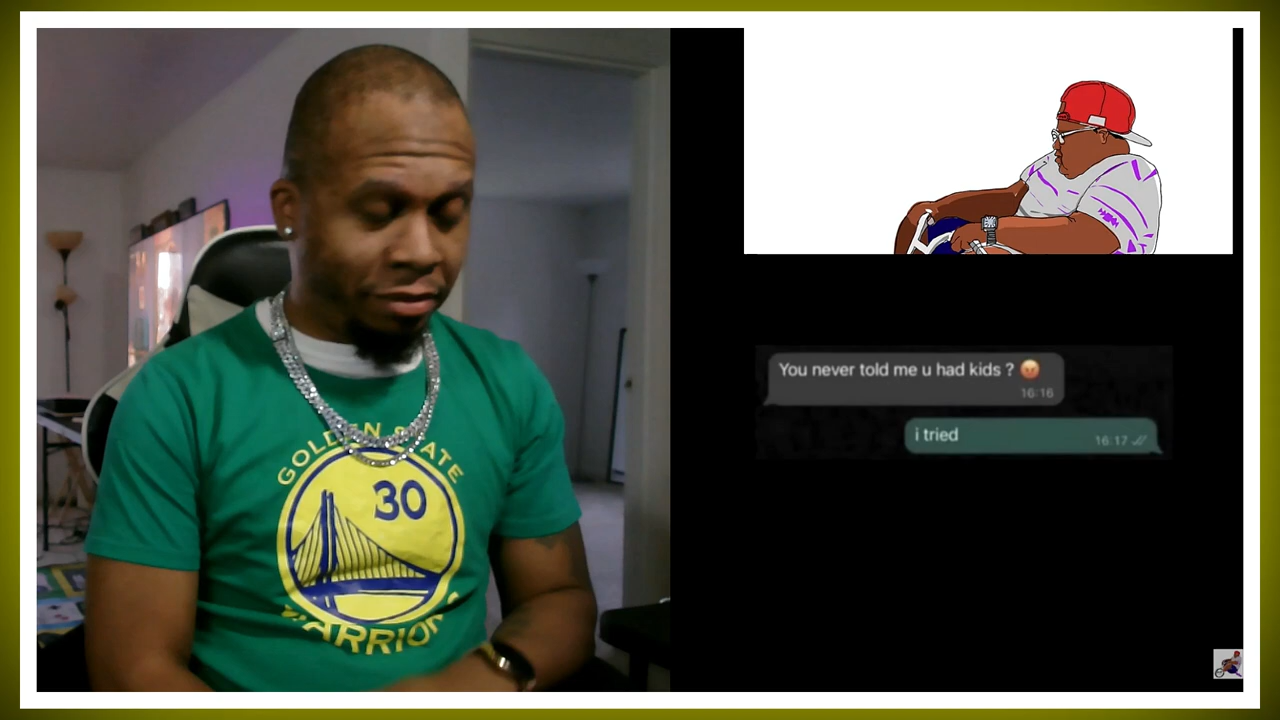 GOLDEN STATE
30
WARRIORS
You never told me u had kids ? 😡
16:16
i tried
16:17